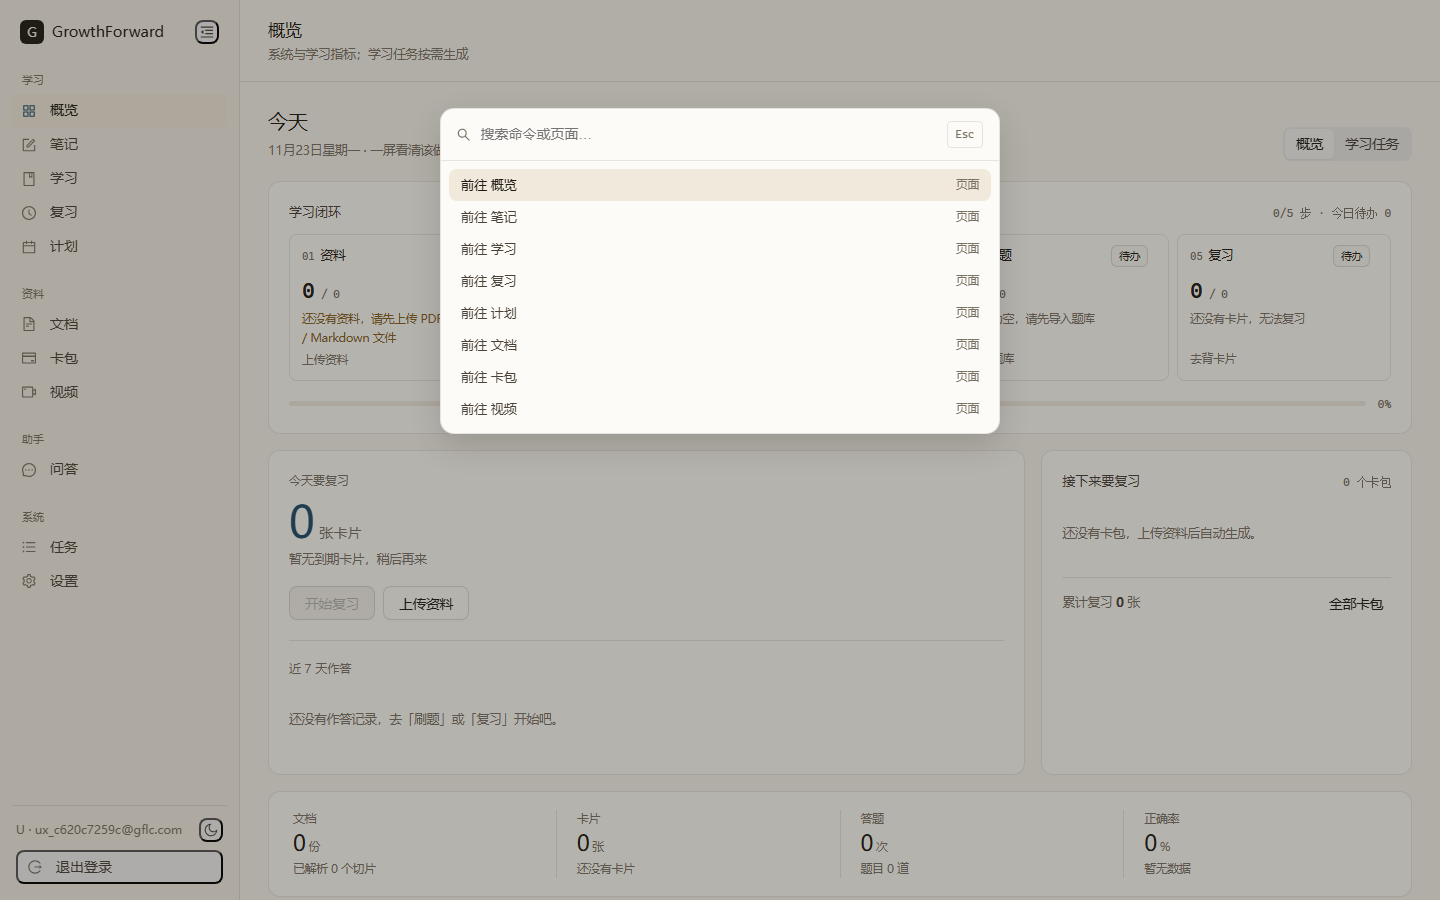 G GrowthForward
学习
概览
笔记
学习
复习
计划
资料
文档
卡包
视频
助手
问答
系统
任务
设置
U · ux_c620c7259c@gflc.com
退出登录
概览
系统与学习指标；学习任务按需生成
今天
11月23日星期一 · 一屏看清该
概览 学习任务
搜索命令或页面... Esc
前往 概览 页面
前往 笔记 页面
前往 学习 页面
前往 复习 页面
前往 计划 页面
前往 文档 页面
前往 卡包 页面
前往 视频 页面
学习闭环 0/5 步 · 今日待办 0
01 资料
0 / 0
还没有资料，请先上传 PDF
/ Markdown 文件
上传资料
题 待办
0
空，请先导入题库
库
05 复习 待办
0 / 0
还没有卡片，无法复习
去背卡片
0%
今天要复习
0 张卡片
暂无到期卡片，稍后再来
开始复习 上传资料
近 7 天作答
还没有作答记录，去「刷题」或「复习」开始吧。
接下来要复习 0 个卡包
还没有卡包，上传资料后自动生成。
累计复习 0 张 全部卡包
文档
0 份
已解析 0 个切片
卡片
0 张
还没有卡片
答题
0 次
题目 0 道
正确率
0 %
暂无数据